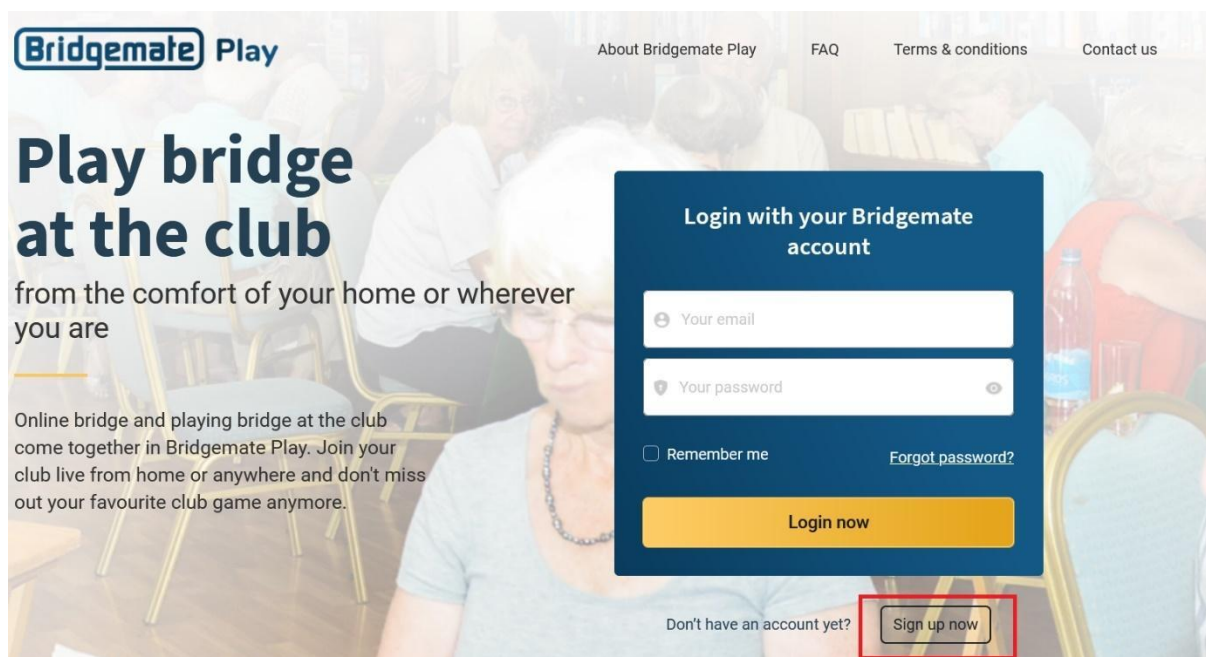 Bridgemate Play
About Bridgemate Play FAQ Terms & conditions Contact us
Play bridge
at the club
from the comfort of your home or wherever
you are
Online bridge and playing bridge at the club
come together in Bridgemate Play. Join your
club live from home or anywhere and don't miss
out your favourite club game anymore.
Login with your Bridgemate
account
Your email
Your password
Remember me Forgot password?
Login now
Don't have an account yet? Sign up now